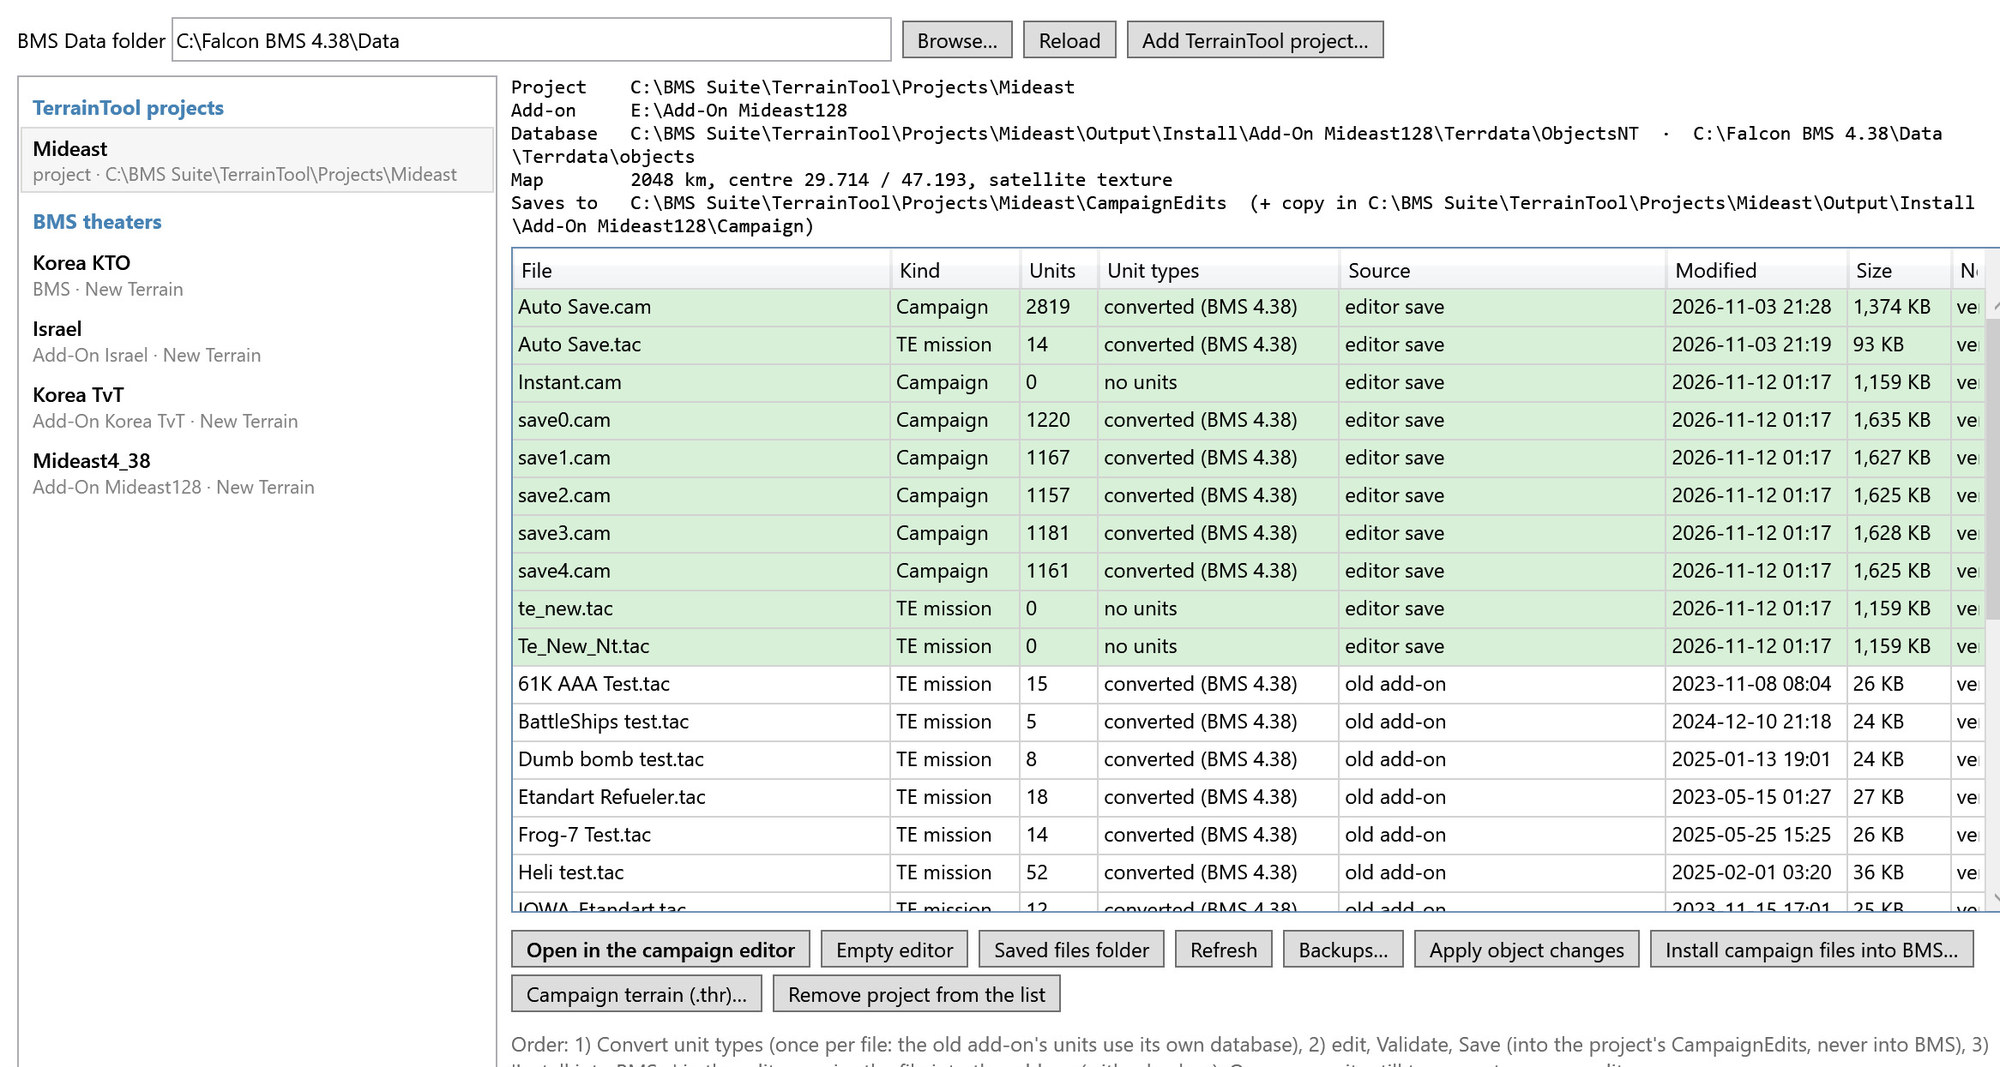 BMS Data folder C:\Falcon BMS 4.38\Data Browse... Reload Add TerrainTool project...
TerrainTool projects
Mideast
project · C:\BMS Suite\TerrainTool\Projects\Mideast
BMS theaters
Korea KTO
BMS · New Terrain
Israel
Add-On Israel · New Terrain
Korea TvT
Add-On Korea TvT · New Terrain
Mideast4_38
Add-On Mideast128 · New Terrain
Project C:\BMS Suite\TerrainTool\Projects\Mideast
Add-on E:\Add-On Mideast128
Database C:\BMS Suite\TerrainTool\Projects\Mideast\Output\Install\Add-On Mideast128\Terrdata\ObjectsNT · C:\Falcon BMS 4.38\Data
\Terrdata\objects
Map 2048 km, centre 29.714 / 47.193, satellite texture
Saves to C:\BMS Suite\TerrainTool\Projects\Mideast\CampaignEdits (+ copy in C:\BMS Suite\TerrainTool\Projects\Mideast\Output\Install
\Add-On Mideast128\Campaign)
File Kind Units Unit types Source Modified Size
Auto Save.cam Campaign 2819 converted (BMS 4.38) editor save 2026-11-03 21:28 1,374 KB
Auto Save.tac TE mission 14 converted (BMS 4.38) editor save 2026-11-03 21:19 93 KB
Instant.cam Campaign 0 no units editor save 2026-11-12 01:17 1,159 KB
save0.cam Campaign 1220 converted (BMS 4.38) editor save 2026-11-12 01:17 1,635 KB
save1.cam Campaign 1167 converted (BMS 4.38) editor save 2026-11-12 01:17 1,627 KB
save2.cam Campaign 1157 converted (BMS 4.38) editor save 2026-11-12 01:17 1,625 KB
save3.cam Campaign 1181 converted (BMS 4.38) editor save 2026-11-12 01:17 1,628 KB
save4.cam Campaign 1161 converted (BMS 4.38) editor save 2026-11-12 01:17 1,625 KB
te_new.tac TE mission 0 no units editor save 2026-11-12 01:17 1,159 KB
Te_New_Nt.tac TE mission 0 no units editor save 2026-11-12 01:17 1,159 KB
61K AAA Test.tac TE mission 15 converted (BMS 4.38) old add-on 2023-11-08 08:04 26 KB
BattleShips test.tac TE mission 5 converted (BMS 4.38) old add-on 2024-12-10 21:18 24 KB
Dumb bomb test.tac TE mission 8 converted (BMS 4.38) old add-on 2025-01-13 19:01 24 KB
Etandart Refueler.tac TE mission 18 converted (BMS 4.38) old add-on 2023-05-15 01:27 27 KB
Frog-7 Test.tac TE mission 14 converted (BMS 4.38) old add-on 2025-05-25 15:25 26 KB
Heli test.tac TE mission 52 converted (BMS 4.38) old add-on 2025-02-01 03:20 36 KB
IOWA Etandart.tac TE mission 12 converted (BMS 4.38) old add-on 2023-11-15 17:01 25 KB
Open in the campaign editor Empty editor Saved files folder Refresh Backups... Apply object changes Install campaign files into BMS...
Campaign terrain (.thr)... Remove project from the list
Order: 1) Convert unit types (once per file: the old add-on's units use its own database), 2) edit, Validate, Save (into the project's CampaignEdits, never into BMS), 3)